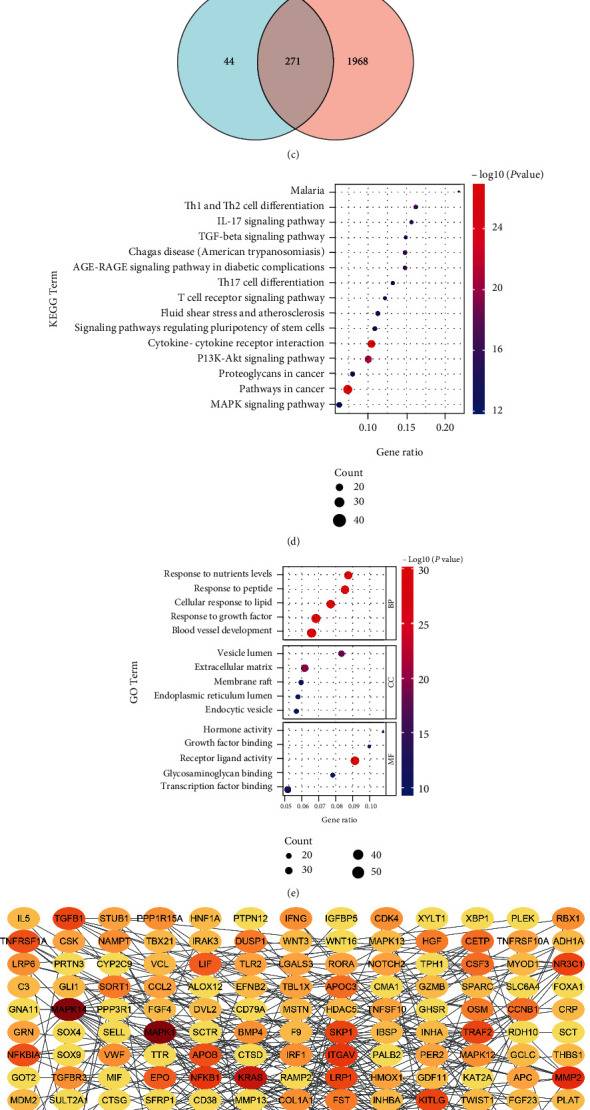 44 271 1968
(c)
– log10 (Pvalue)
Malaria
Th1 and Th2 cell differentiation
IL-17 signaling pathway
TGF-beta signaling pathway
Chagas disease (American trypanosomiasis)
AGE-RAGE signaling pathway in diabetic complications
Th17 cell differentiation
T cell receptor signaling pathway
Fluid shear stress and atherosclerosis
Signaling pathways regulating pluripotency of stem cells
Cytokine- cytokine receptor interaction
P13K-Akt signaling pathway
Proteoglycans in cancer
Pathways in cancer
MAPK signaling pathway
KEGG Term
24
20
16
12
0.10 0.15 0.20
Gene ratio
Count
20
30
40
(d)
– Log10 (P value)
Response to nutrients levels
Response to peptide
Cellular response to lipid
Response to growth factor
Blood vessel development
BP
Vesicle lumen
Extracellular matrix
Membrane raft
Endoplasmic reticulum lumen
Endocytic vesicle
CC
Hormone activity
Growth factor binding
Receptor ligand activity
Glycosaminoglycan binding
Transcription factor binding
MF
GO Term
30
25
20
15
10
0.05 0.06 0.07 0.08 0.09 0.10
Gene ratio
Count
20 40
30 50
(e)
IL5 TGFB1 STUB1 PPP1R15A HNF1A PTPN12 IFNG IGFBP5 CDK4 XYLT1 XBP1 PLEK RBX1
TNFRSF1A CSK NAMPT TBX21 IRAK3 DUSP1 WNT3 WNT16 MAPK13 HGF CETP TNFRSF10A ADH1A
LRP6 PRTN3 CYP2C9 VCL LIF TLR2 LGALS3 RORA NOTCH2 TPH1 CSF3 MYOD1 NR3C1
C3 GLI1 SORT1 CCL2 ALOX12 EFNB2 TBL1X APOC3 CMA1 GZMB SPARC SLC6A4 FOXA1
GNA11 PPP3R1 FGF4 DVL2 CD79A MSTN HDAC5 TNFSF10 GHSR OSM CCNB1 CRP
GRN SOX4 SELL SCTR BMP4 F9 SKP1 IBSP INHA TRAF2 RDH10 SCT
NFKBIA SOX9 VWF TTR APOB CTSD IRF1 ITGAV PALB2 PER2 MAPK12 GCLC THBS1
GOT2 TGFBR3 MIF EPO NFKB1 KRAS RAMP2 LRP1 HMOX1 GDF11 KAT2A APC MMP2
MDM2 SULT2A1 CTSG SFRP1 CD38 MMP13 COL1A1 FST INHBA KITLG TWIST1 FGF23 PLAT